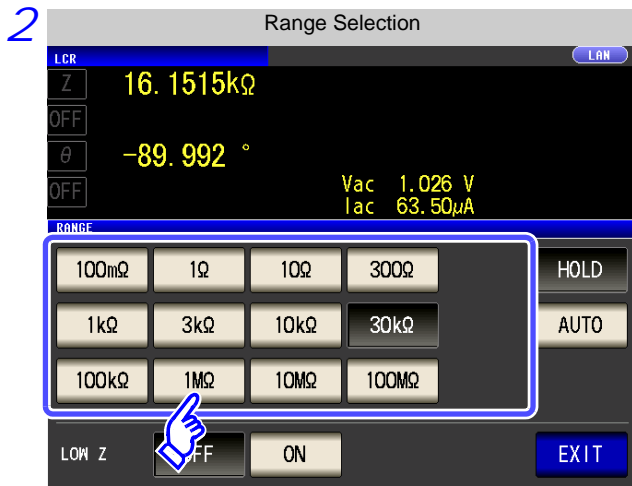 2
Range Selection
LCR LAN
Z 16.1515kΩ
OFF
θ -89.992 °
OFF
Vac 1.026 V
Iac 63.50μA
RANGE
100mΩ 1Ω 10Ω 300Ω HOLD
1kΩ 3kΩ 10kΩ 30kΩ AUTO
100kΩ 1MΩ 10MΩ 100MΩ
LOW Z OFF ON EXIT